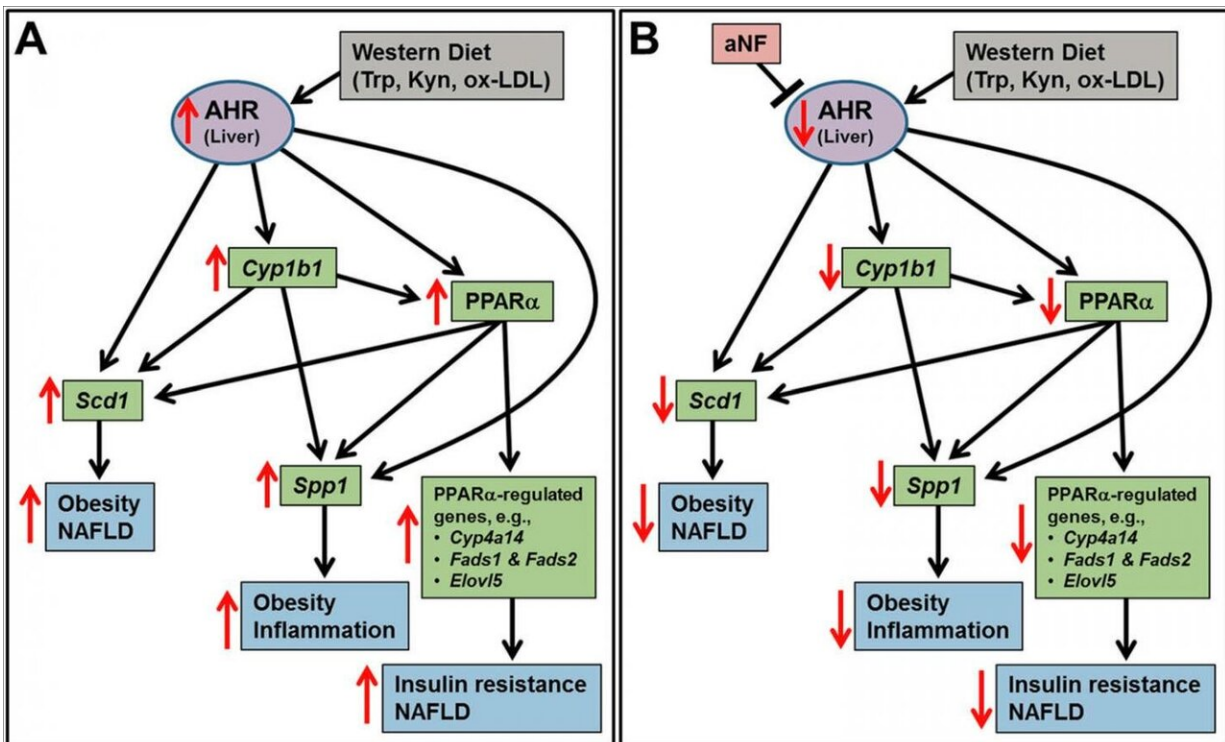 A
Western Diet
(Trp, Kyn, ox-LDL)
AHR
(Liver)
Cyp1b1
PPARα
Scd1
Spp1
Obesity
NAFLD
PPARα-regulated
genes, e.g.,
• Cyp4a14
• Fads1 & Fads2
• Elovl5
Obesity
Inflammation
Insulin resistance
NAFLD
B
aNF
Western Diet
(Trp, Kyn, ox-LDL)
AHR
(Liver)
Cyp1b1
PPARα
Scd1
Spp1
Obesity
NAFLD
PPARα-regulated
genes, e.g.,
• Cyp4a14
• Fads1 & Fads2
• Elovl5
Obesity
Inflammation
Insulin resistance
NAFLD